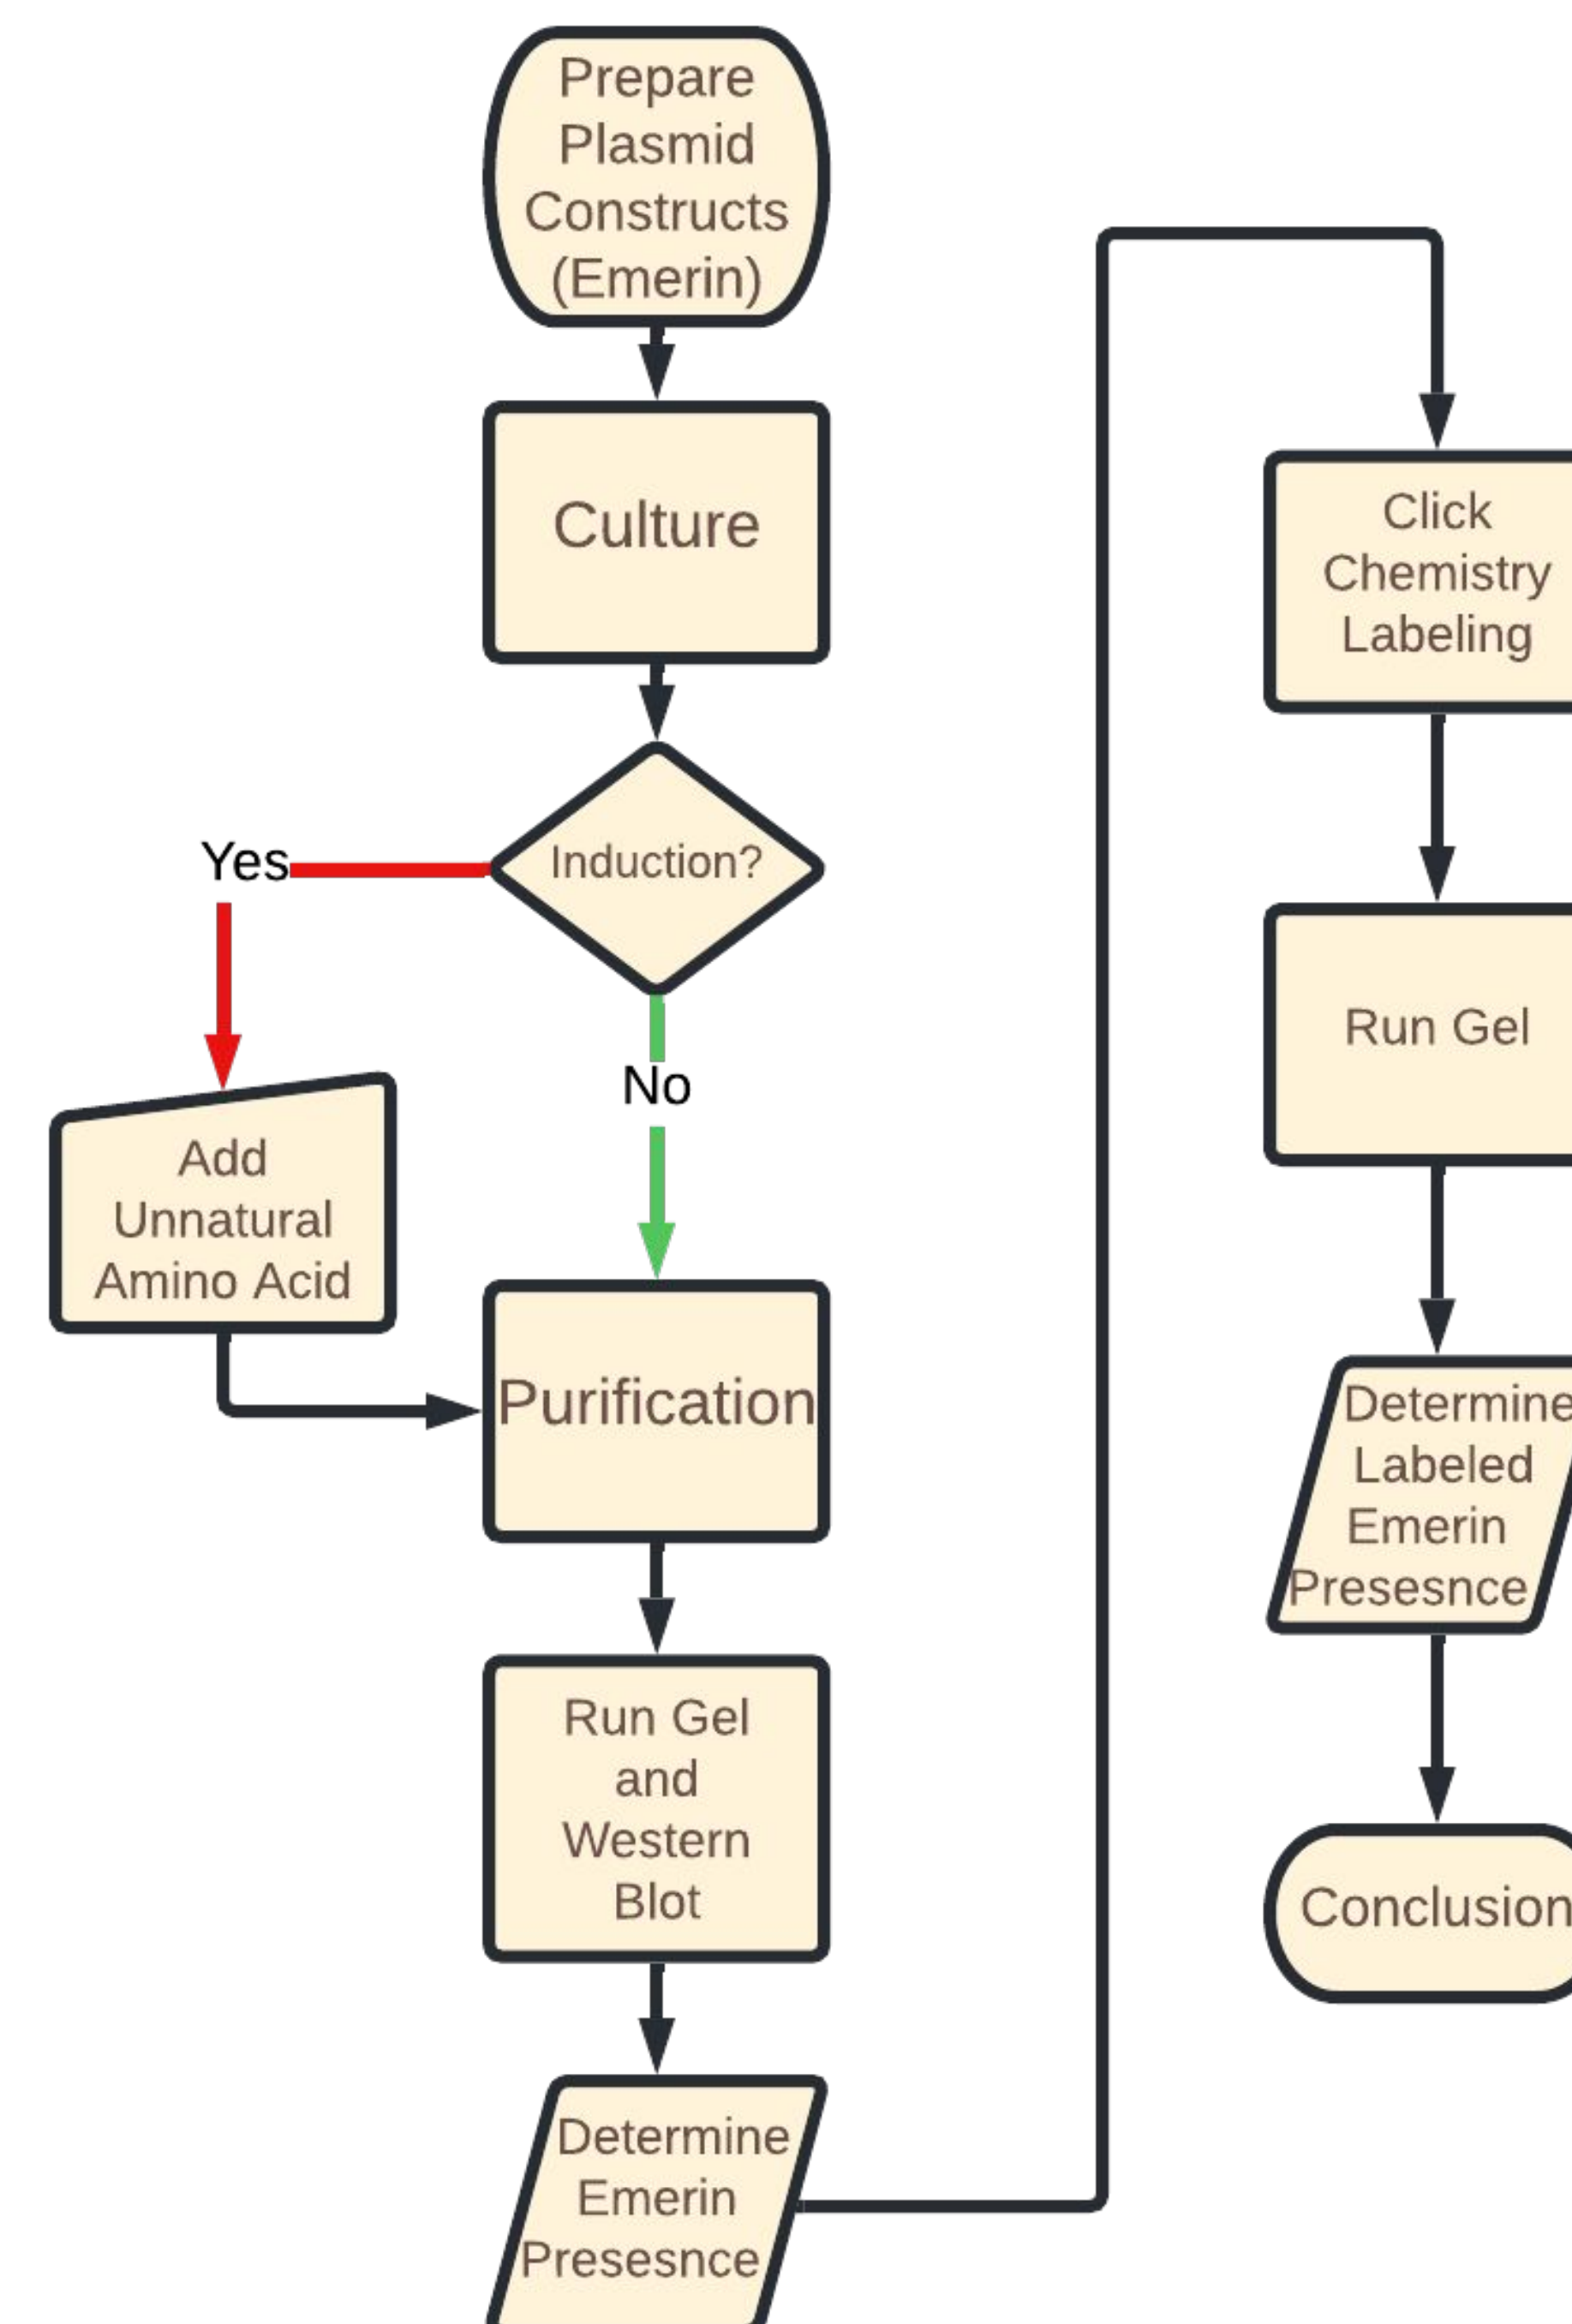 Prepare
Plasmid
Constructs
(Emerin)
Culture
Induction?
Yes
No
Add
Unnatural
Amino Acid
Purification
Run Gel
and
Western
Blot
Determine
Emerin
Presesnce
Click
Chemistry
Labeling
Run Gel
Determine
Labeled
Emerin
Presesnce
Conclusion